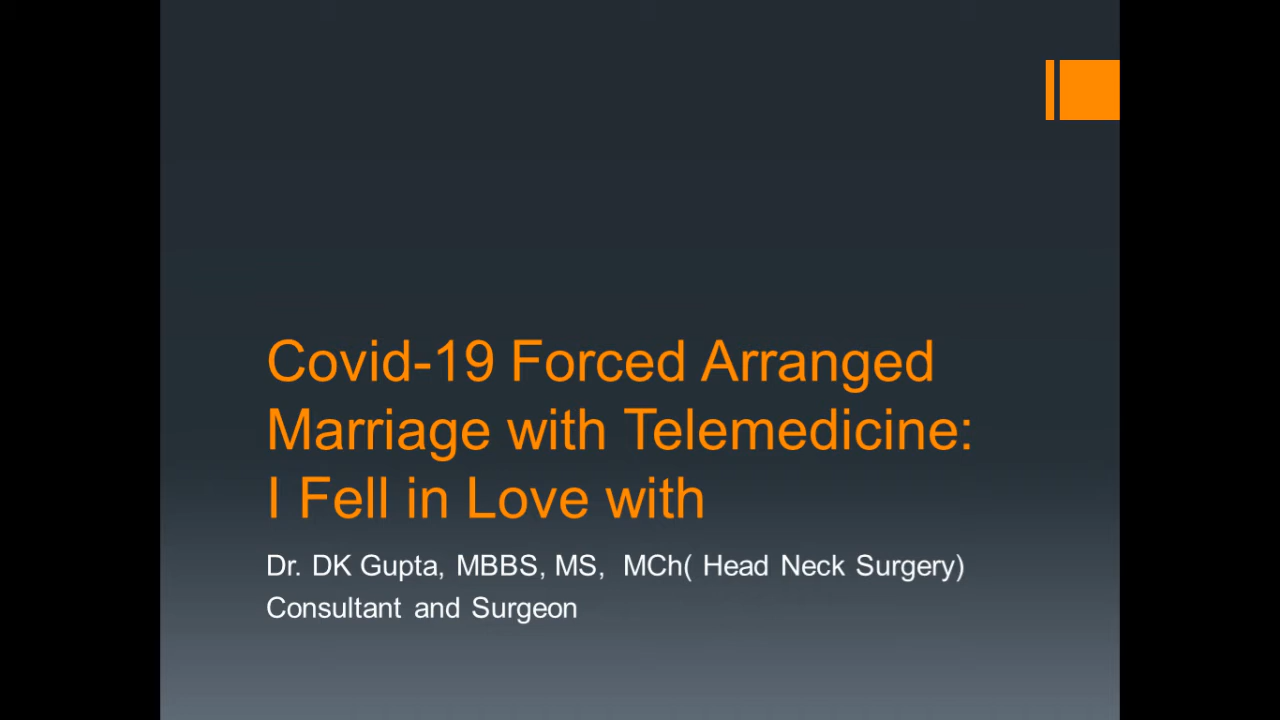 Covid-19 Forced Arranged
Marriage with Telemedicine:
I Fell in Love with
Dr. DK Gupta, MBBS, MS,  MCh( Head Neck Surgery)
Consultant and Surgeon